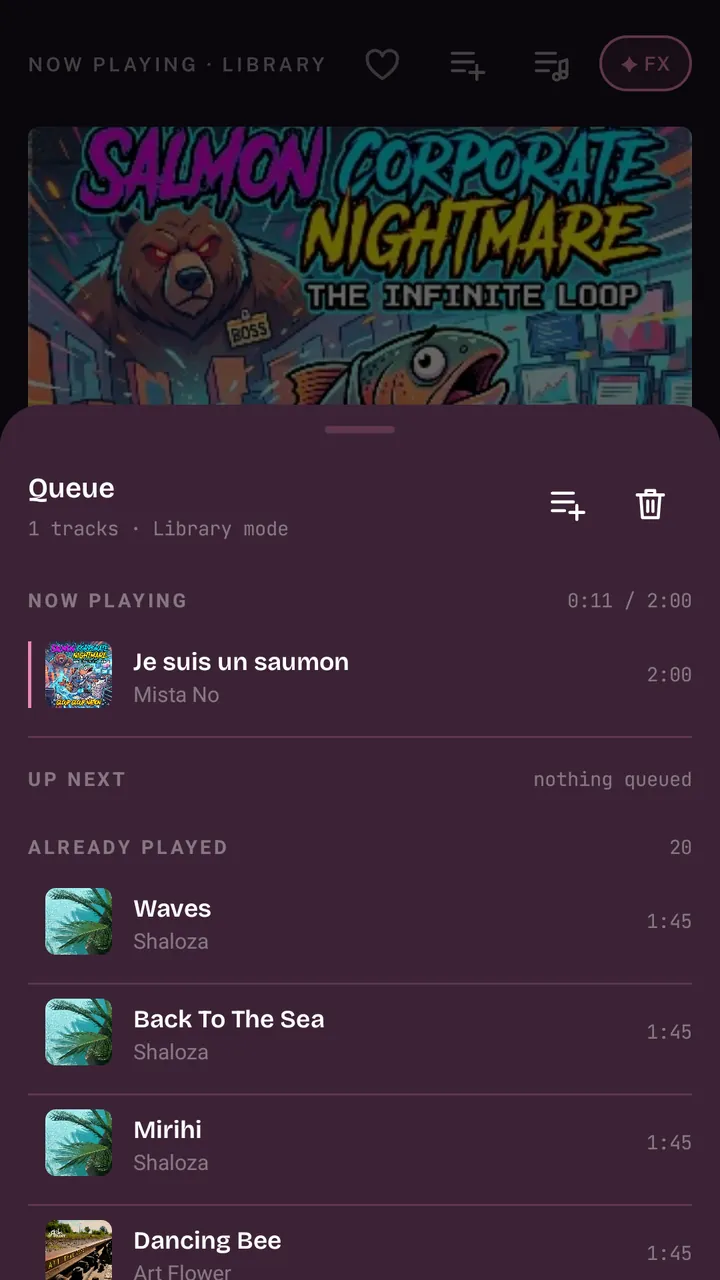 NOW PLAYING · LIBRARY
FX
SALMON CORPORATE
NIGHTMARE
THE INFINITE LOOP
BOSS
Queue
1 tracks · Library mode
NOW PLAYING 0:11 / 2:00
SALMON CORPORATE
NIGHTMARE
Je suis un saumon
Mista No
2:00
UP NEXT nothing queued
ALREADY PLAYED 20
Waves
Shaloza
1:45
Back To The Sea
Shaloza
1:45
Mirihi
Shaloza
1:45
Dancing Bee
Art Flower
1:45